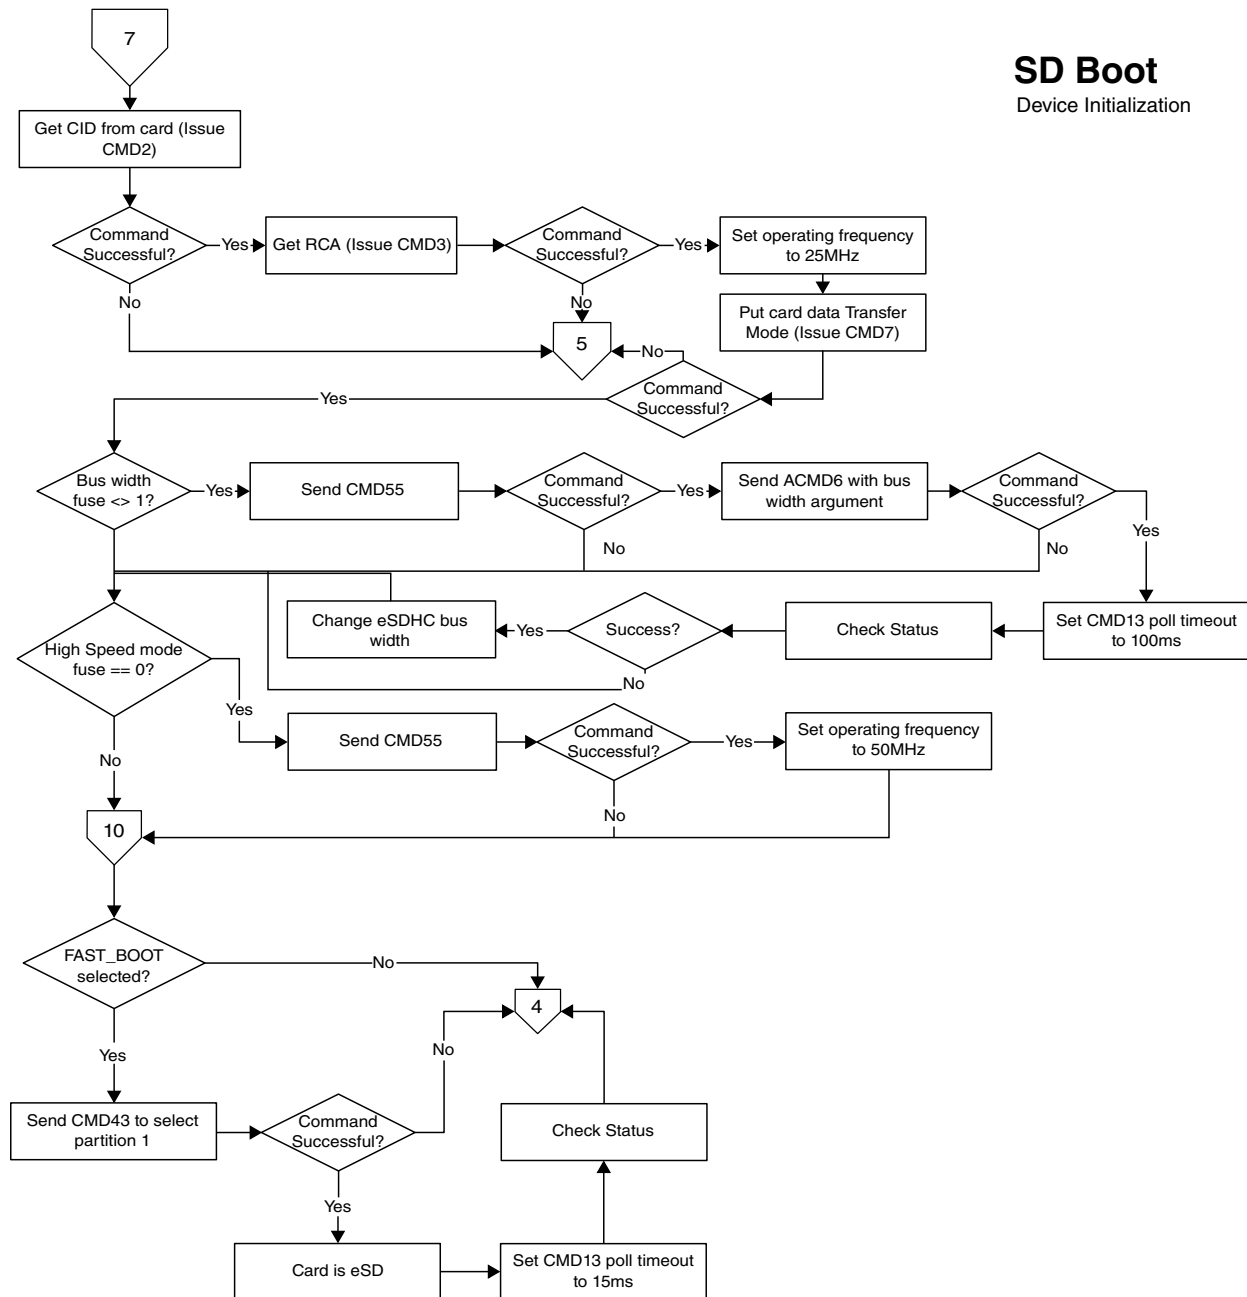 7
SD Boot
Device Initialization
Get CID from card (Issue
CMD2)
Command
Successful?
Yes
Get RCA (Issue CMD3)
Command
Successful?
Yes
Set operating frequency
to 25MHz
No
No
5
Put card data Transfer
Mode (Issue CMD7)
No
Command
Successful?
Yes
Bus width
fuse <> 1?
Yes
Send CMD55
Command
Successful?
Yes
Send ACMD6 with bus
width argument
Command
Successful?
Yes
No
No
Change eSDHC bus
width
Yes
Success?
Check Status
Set CMD13 poll timeout
to 100ms
No
High Speed mode
fuse == 0?
Yes
Send CMD55
Command
Successful?
Yes
Set operating frequency
to 50MHz
No
No
10
FAST_BOOT
selected?
No
4
Yes
No
Send CMD43 to select
partition 1
Command
Successful?
Check Status
Yes
Card is eSD
Set CMD13 poll timeout
to 15ms